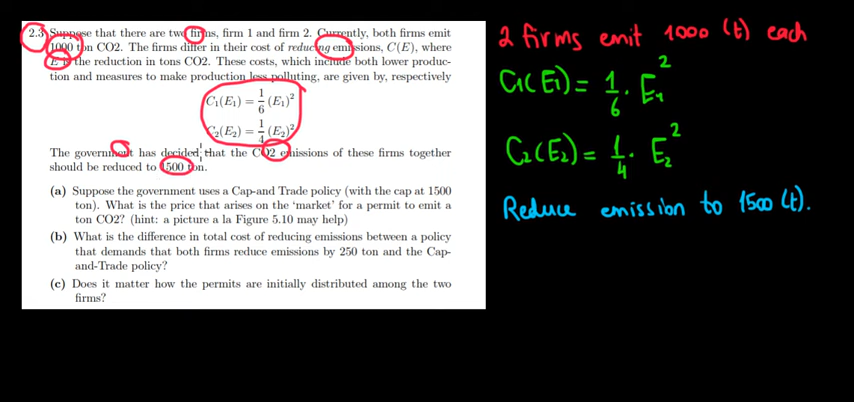 2.3 Suppose that there are two firms, firm 1 and firm 2. Currently, both firms emit
1000 ton CO2. The firms differ in their cost of reducing emissions, C(E), where
E is the reduction in tons CO2. These costs, which include both lower produc-
tion and measures to make production less polluting, are given by, respectively
C₁(E₁) = 1/6 (E₁)²
C₂(E₂) = 1/4 (E₂)²
The government has decided that the CO2 emissions of these firms together
should be reduced to 1500 ton.
(a) Suppose the government uses a Cap-and Trade policy (with the cap at 1500
ton). What is the price that arises on the 'market' for a permit to emit a
ton CO2? (hint: a picture a la Figure 5.10 may help)
(b) What is the difference in total cost of reducing emissions between a policy
that demands that both firms reduce emissions by 250 ton and the Cap-
and-Trade policy?
(c) Does it matter how the permits are initially distributed among the two
firms?
2 firms emit 1000 (t) each
C₁(E₁) = 1/6 · E₁²
C₂(E₂) = 1/4 · E₂²
Reduce emission to 1500 (t).